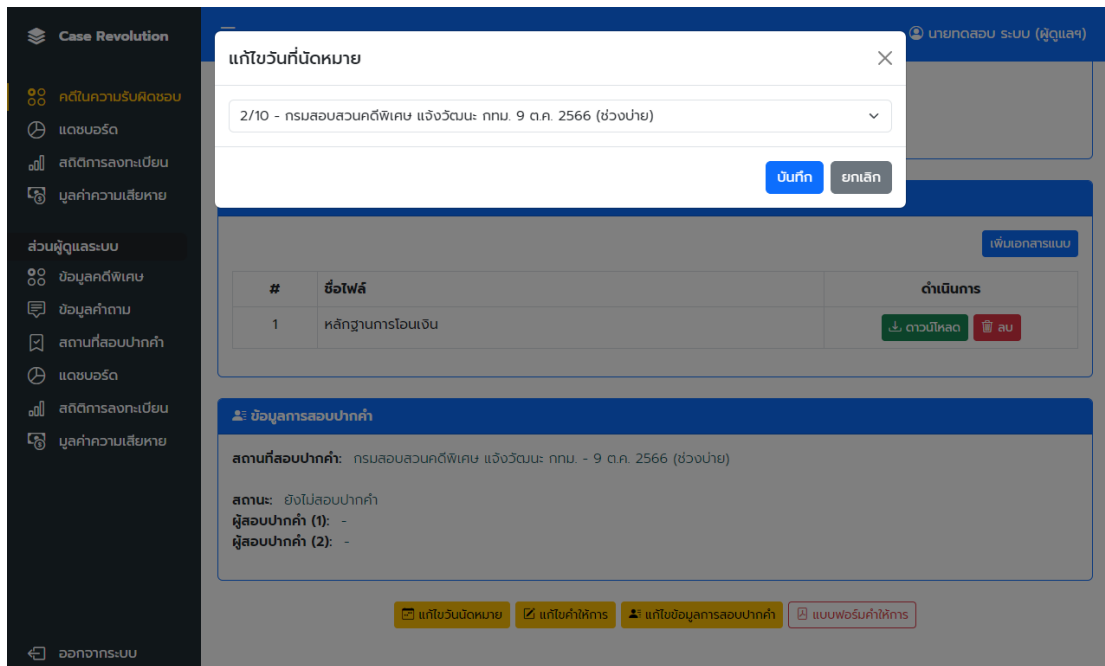 Case Revolution
นายทดสอบ ระบบ (ผู้ดูแลฯ)
แก้ไขวันที่นัดหมาย
2/10 - กรมสอบสวนคดีพิเศษ แจ้งวัฒนะ กทม. 9 ต.ค. 2566 (ช่วงบ่าย)
บันทึก
ยกเลิก
คดีในความรับผิดชอบ
แดชบอร์ด
สถิติการลงทะเบียน
มูลค่าความเสียหาย
ส่วนผู้ดูแลระบบ
ข้อมูลคดีพิเศษ
ข้อมูลคำถาม
สถานที่สอบปากคำ
แดชบอร์ด
สถิติการลงทะเบียน
มูลค่าความเสียหาย
ออกจากระบบ
เพิ่มเอกสารแนบ
# ชื่อไฟล์ ดำเนินการ
1 หลักฐานการโอนเงิน ดาวน์โหลด ลบ
ข้อมูลการสอบปากคำ
สถานที่สอบปากคำ: กรมสอบสวนคดีพิเศษ แจ้งวัฒนะ กทม. - 9 ต.ค. 2566 (ช่วงบ่าย)
สถานะ: ยังไม่สอบปากคำ
ผู้สอบปากคำ (1): -
ผู้สอบปากคำ (2): -
แก้ไขวันนัดหมาย แก้ไขคำให้การ แก้ไขข้อมูลการสอบปากคำ แบบฟอร์มคำให้การ